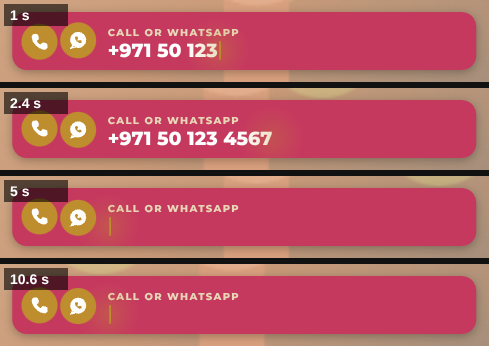 1 s
CALL OR WHATSAPP
+971 50 123
2.4 s
CALL OR WHATSAPP
+971 50 123 4567
5 s
CALL OR WHATSAPP
10.6 s
CALL OR WHATSAPP